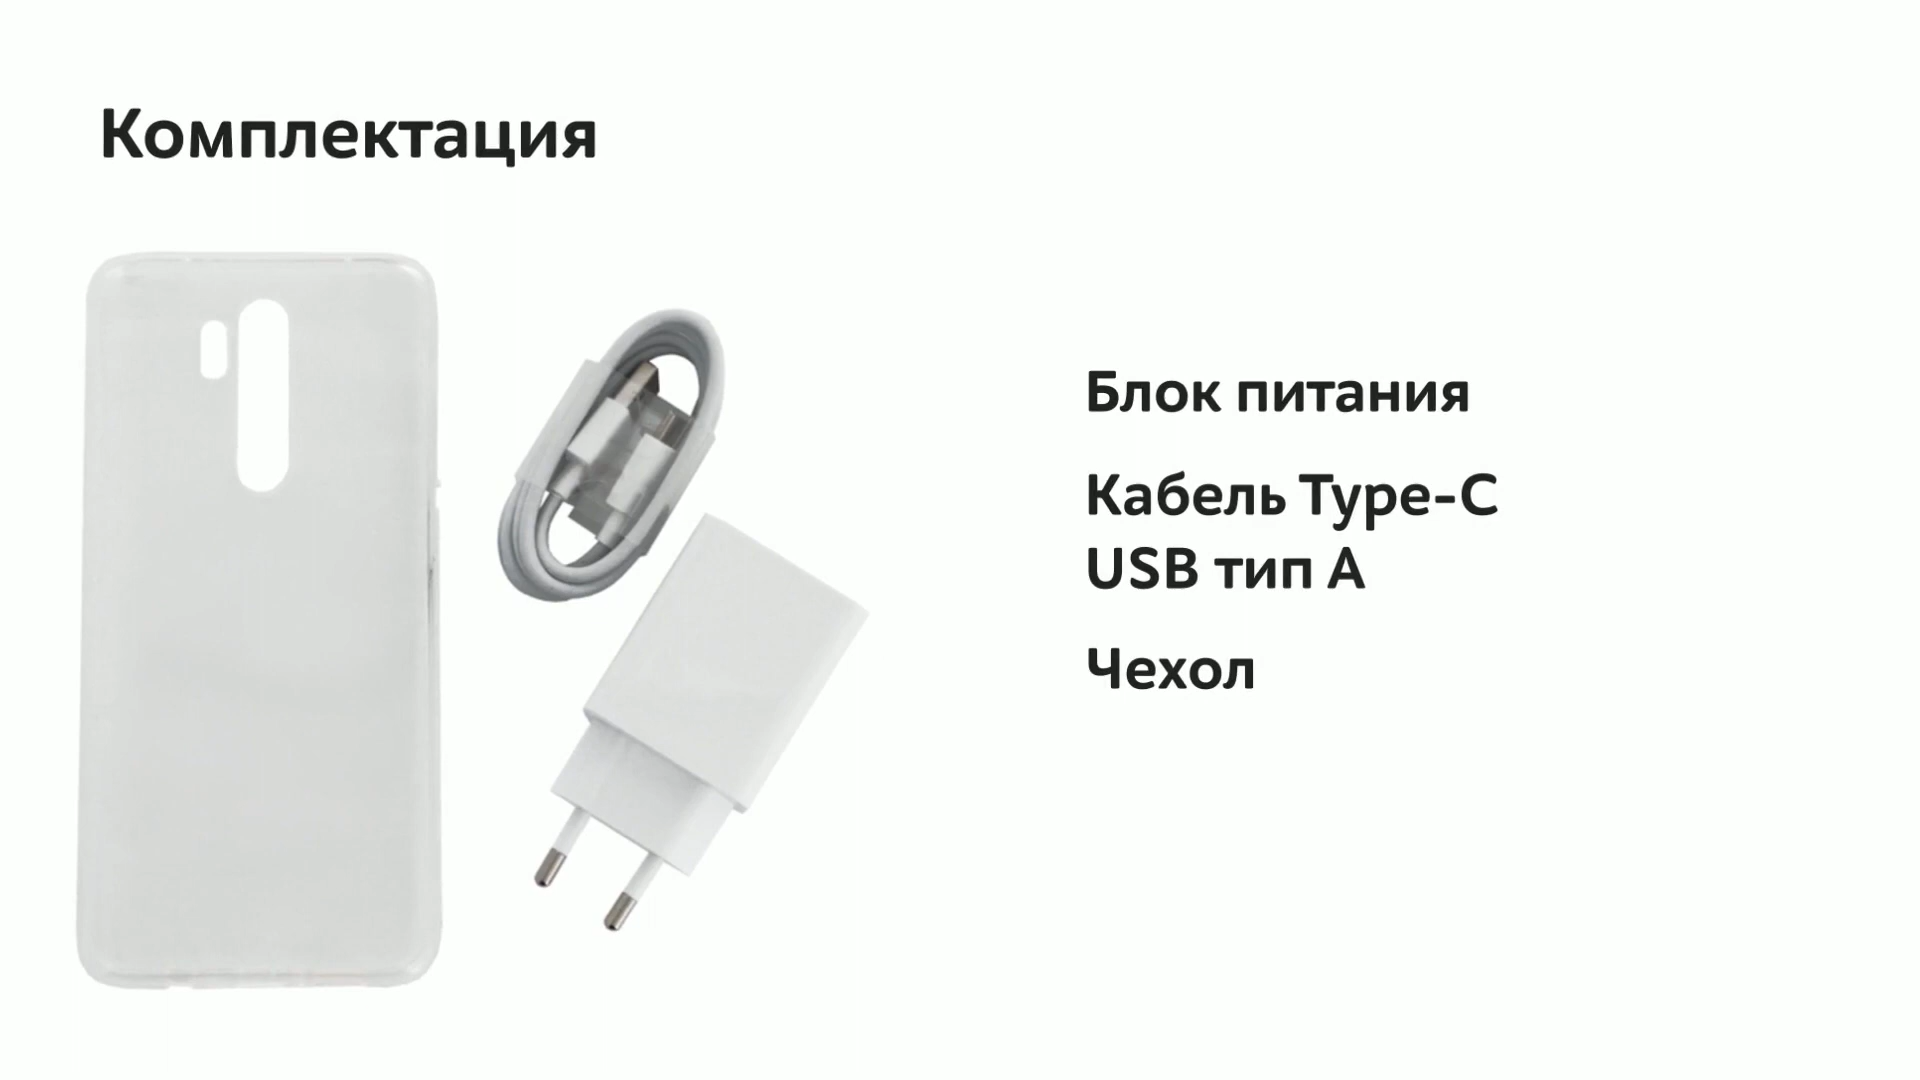 Комплектация
Блок питания
Кабель Type-C
USB тип A
Чехол